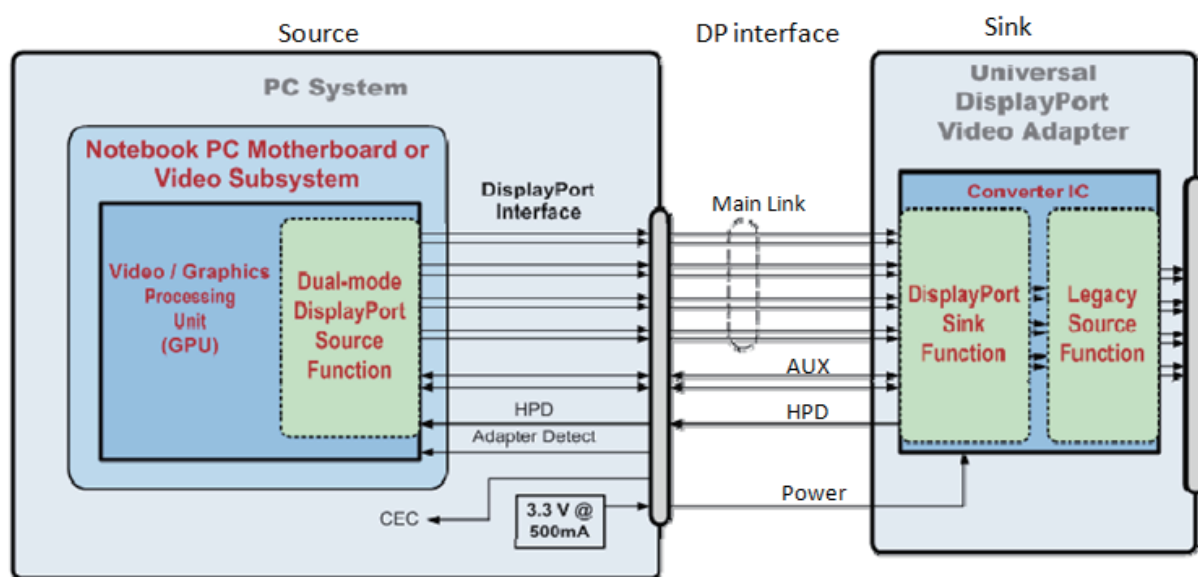 Source
DP interface
Sink
PC System
Universal
DisplayPort
Video Adapter
Notebook PC Motherboard or
Video Subsystem
DisplayPort
Interface
Main Link
Converter IC
Video / Graphics
Processing
Unit
(GPU)
Dual-mode
DisplayPort
Source
Function
DisplayPort
Sink
Function
Legacy
Source
Function
AUX
HPD
HPD
Adapter Detect
Power
CEC
3.3 V @
500mA